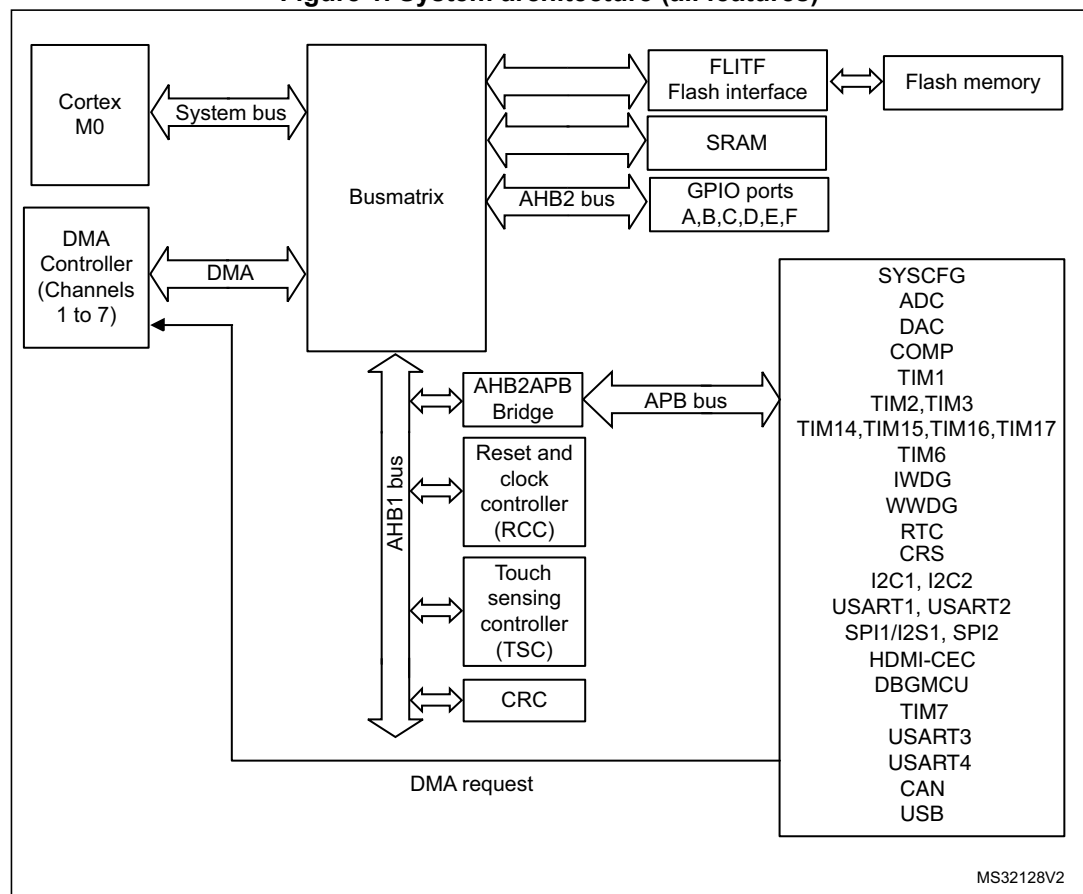 Figure 1. System architecture (all features)
Cortex
M0
System bus
Busmatrix
FLITF
Flash interface
Flash memory
SRAM
AHB2 bus
GPIO ports
A,B,C,D,E,F
DMA
Controller
(Channels
1 to 7)
DMA
AHB1 bus
AHB2APB
Bridge
APB bus
Reset and
clock
controller
(RCC)
Touch
sensing
controller
(TSC)
CRC
SYSCFG
ADC
DAC
COMP
TIM1
TIM2,TIM3
TIM14,TIM15,TIM16,TIM17
TIM6
IWDG
WWDG
RTC
CRS
I2C1, I2C2
USART1, USART2
SPI1/I2S1, SPI2
HDMI-CEC
DBGMCU
TIM7
USART3
USART4
CAN
USB
DMA request
MS32128V2